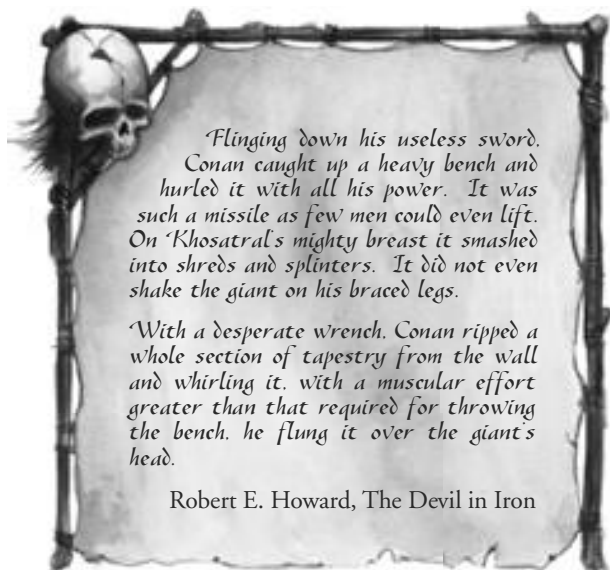 Flinging down his useless sword,
Conan caught up a heavy bench and
hurled it with all his power. It was
such a missile as few men could even lift.
On Khosatral's mighty breast it smashed
into shreds and splinters. It did not even
shake the giant on his braced legs.
With a desperate wrench, Conan ripped a
whole section of tapestry from the wall
and whirling it, with a muscular effort
greater than that required for throwing
the bench, he flung it over the giant's
head.
Robert E. Howard, The Devil in Iron